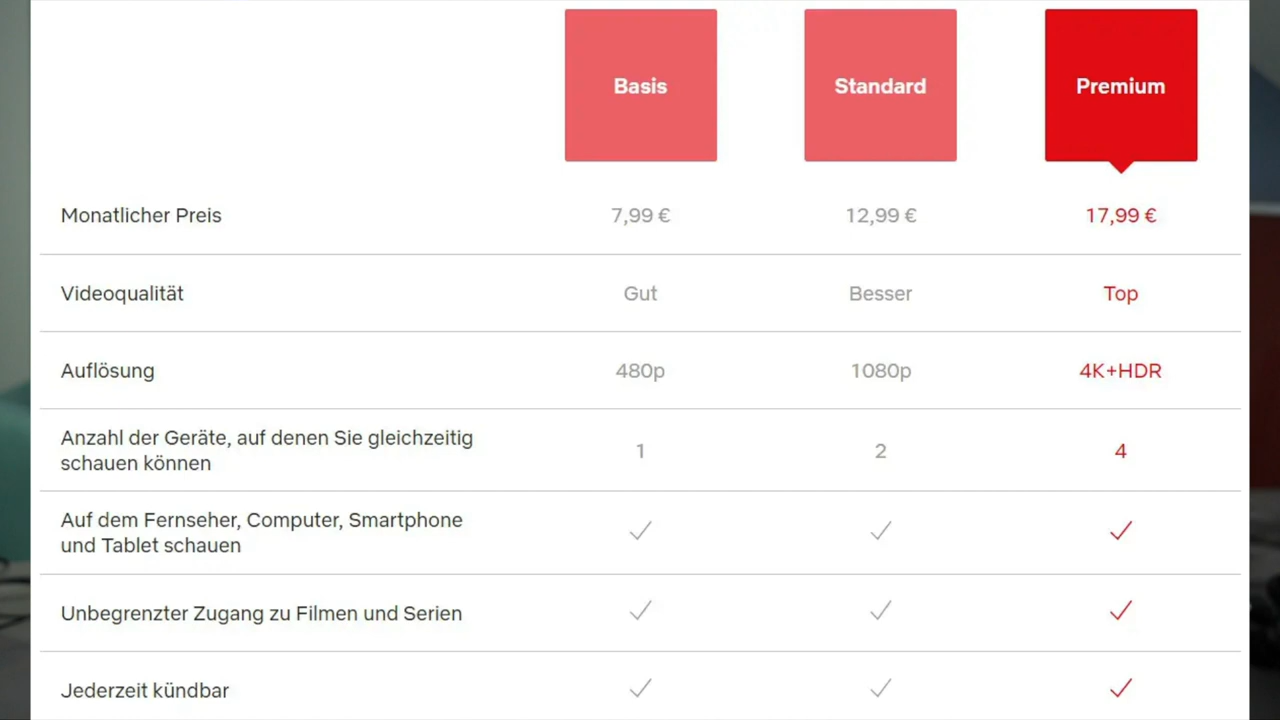 Basis Standard Premium
Monatlicher Preis 7,99 € 12,99 € 17,99 €
Videoqualität Gut Besser Top
Auflösung 480p 1080p 4K+HDR
Anzahl der Geräte, auf denen Sie gleichzeitig
schauen können 1 2 4
Auf dem Fernseher, Computer, Smartphone
und Tablet schauen
Unbegrenzter Zugang zu Filmen und Serien
Jederzeit kündbar